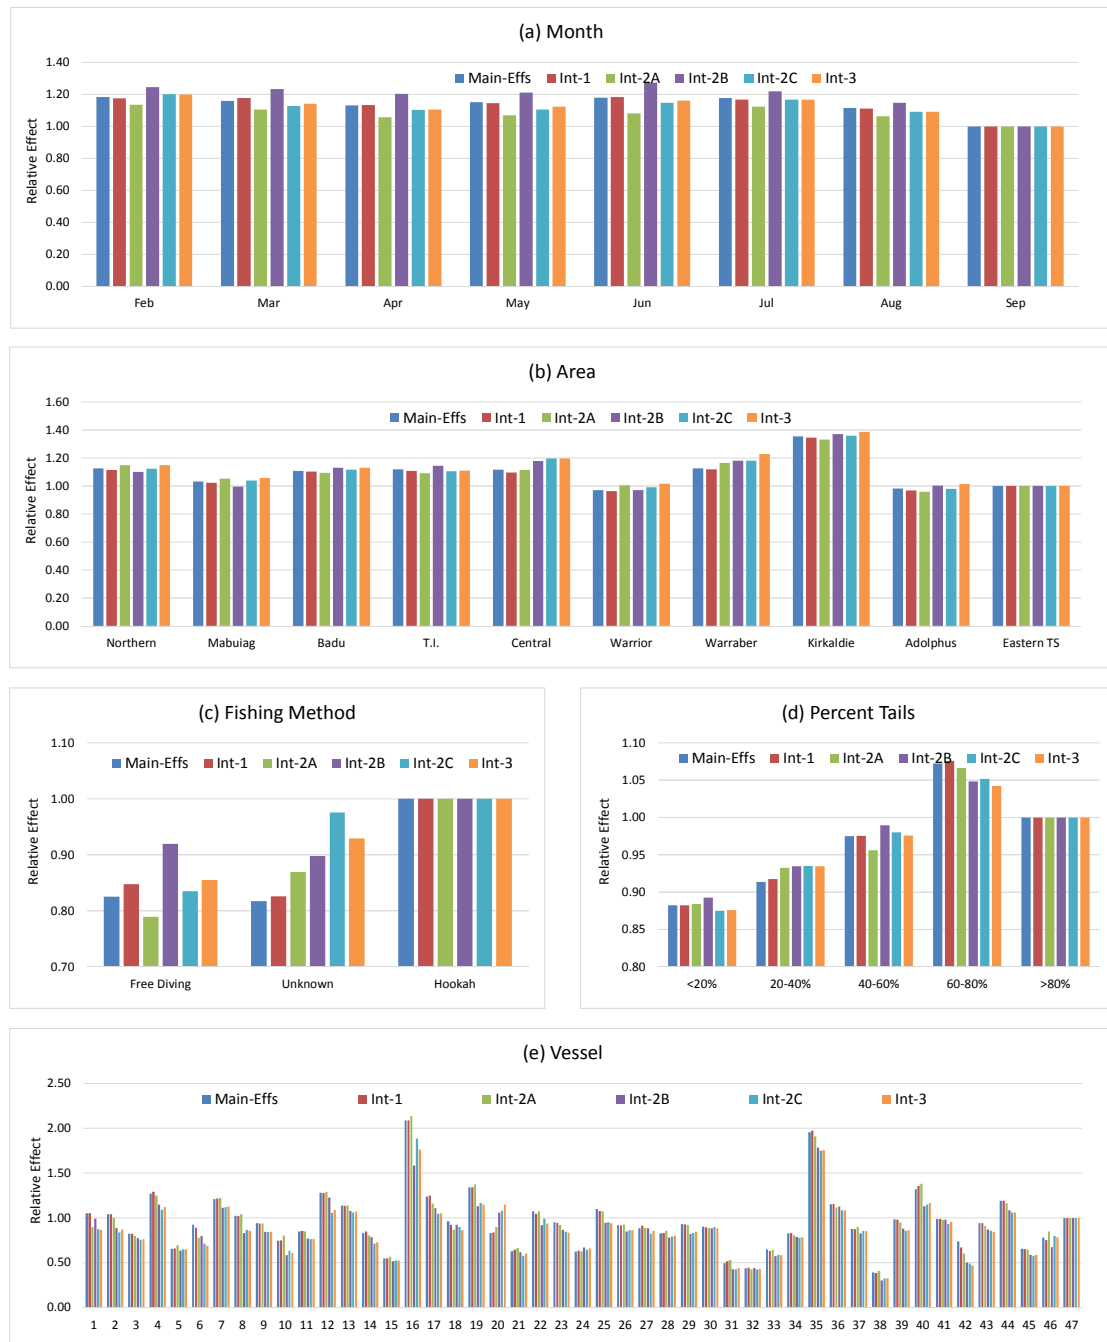 (a) Month
Main-Effs Int-1 Int-2A Int-2B Int-2C Int-3
Relative Effect
1.40
1.20
1.00
0.80
0.60
0.40
0.20
0.00
Feb Mar Apr May Jun Jul Aug Sep
(b) Area
Main-Effs Int-1 Int-2A Int-2B Int-2C Int-3
Relative Effect
1.60
1.40
1.20
1.00
0.80
0.60
0.40
0.20
0.00
Northern Mabuiag Badu T.I. Central Warrior Warraber Kirkaldie Adolphus Eastern TS
(c) Fishing Method
Main-Effs Int-1 Int-2A Int-2B Int-2C Int-3
Relative Effect
1.10
1.00
0.90
0.80
0.70
Free Diving Unknown Hookah
(d) Percent Tails
Main-Effs Int-1 Int-2A Int-2B Int-2C Int-3
Relative Effect
1.10
1.05
1.00
0.95
0.90
0.85
0.80
<20% 20-40% 40-60% 60-80% >80%
(e) Vessel
Main-Effs Int-1 Int-2A Int-2B Int-2C Int-3
Relative Effect
2.50
2.00
1.50
1.00
0.50
0.00
1 2 3 4 5 6 7 8 9 10 11 12 13 14 15 16 17 18 19 20 21 22 23 24 25 26 27 28 29 30 31 32 33 34 35 36 37 38 39 40 41 42 43 44 45 46 47